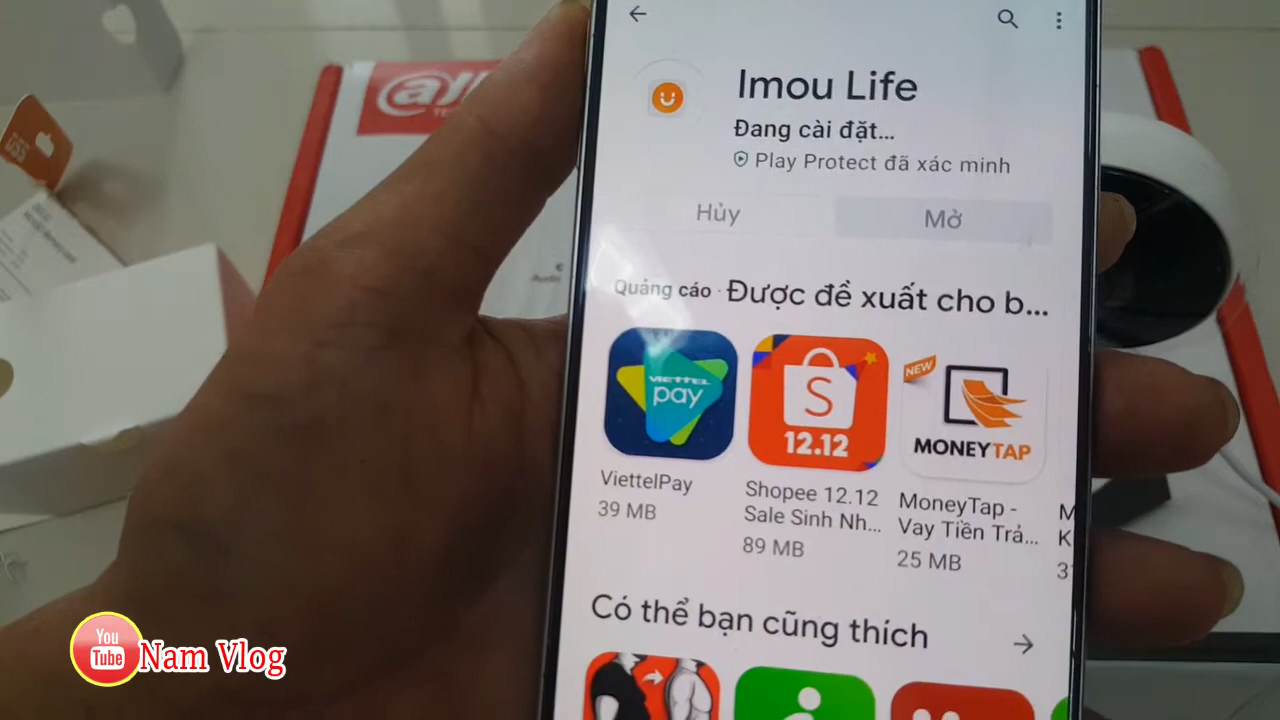 Imou Life
Đang cài đặt...
Play Protect đã xác minh
Hủy
Mở
Quảng cáo · Được đề xuất cho b...
VIETTEL
pay
S
12.12
NEW
MONEYTAP
ViettelPay
39 MB
Shopee 12.12
Sale Sinh Nh...
89 MB
MoneyTap -
Vay Tiền Trả...
25 MB
Có thể bạn cũng thích
You
Tube
Nam Vlog